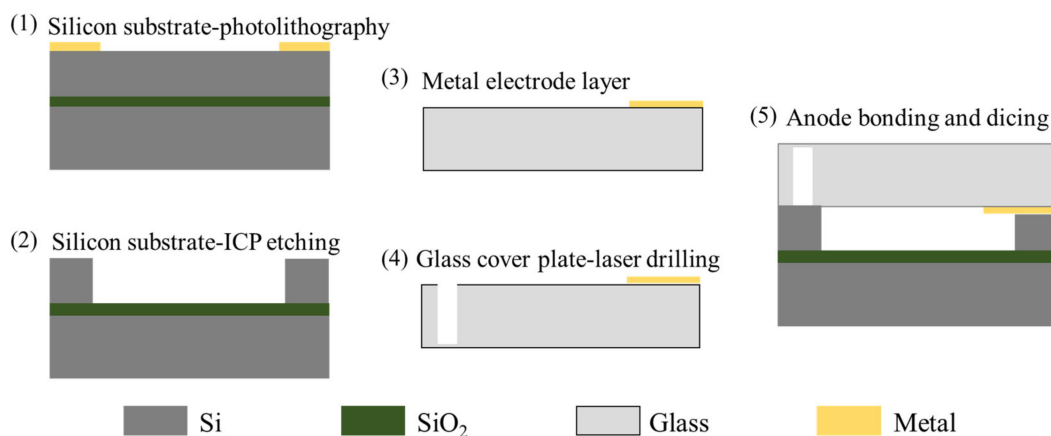 (1) Silicon substrate-photolithography
(2) Silicon substrate-ICP etching
(3) Metal electrode layer
(4) Glass cover plate-laser drilling
(5) Anode bonding and dicing
Si
SiO₂
Glass
Metal